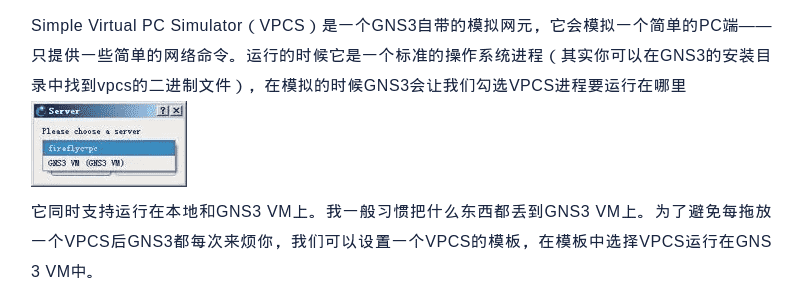 Simple Virtual PC Simulator（VPCS）是一个GNS3自带的模拟网元，它会模拟一个简单的PC端——
只提供一些简单的网络命令。运行的时候它是一个标准的操作系统进程（其实你可以在GNS3的安装目
录中找到vpcs的二进制文件），在模拟的时候GNS3会让我们勾选VPCS进程要运行在哪里
Server
Please choose a server
fireflyc-pc
GNS3 VM (GNS3 VM)
它同时支持运行在本地和GNS3 VM上。我一般习惯把什么东西都丢到GNS3 VM上。为了避免每拖放
一个VPCS后GNS3都每次来烦你，我们可以设置一个VPCS的模板，在模板中选择VPCS运行在GNS
3 VM中。